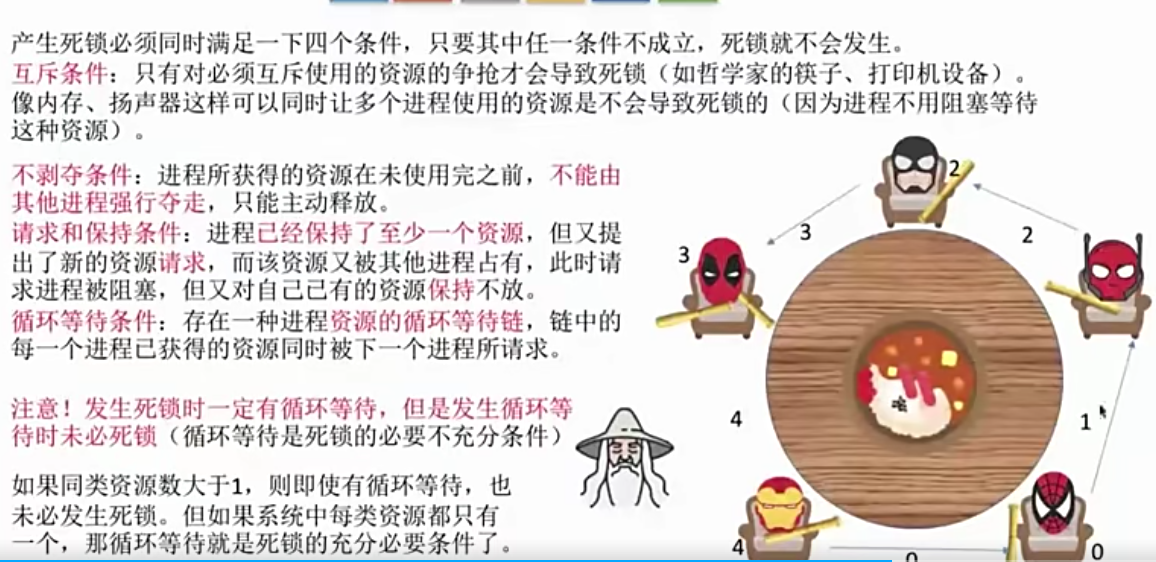 产生死锁必须同时满足一下四个条件，只要其中任一条件不成立，死锁就不会发生。
互斥条件：只有对必须互斥使用的资源的争抢才会导致死锁（如哲学家的筷子、打印机设备）。
像内存、扬声器这样可以同时让多个进程使用的资源是不会导致死锁的（因为进程不用阻塞等待
这种资源）。
不剥夺条件：进程所获得的资源在未使用完之前，不能由
其他进程强行夺走，只能主动释放。
请求和保持条件：进程已经保持了至少一个资源，但又提
出了新的资源请求，而该资源又被其他进程占有，此时请
求进程被阻塞，但又对自己已有的资源保持不放。
循环等待条件：存在一种进程资源的循环等待链，链中的
每一个进程已获得的资源同时被下一个进程所请求。
注意！发生死锁时一定有循环等待，但是发生循环等
待时未必死锁（循环等待是死锁的必要不充分条件）
如果同类资源数大于1，则即使有循环等待，也
未必发生死锁。但如果系统中每类资源都只有
一个，那循环等待就是死锁的充分必要条件了。
2
3
2
3
4
1
4
0
0